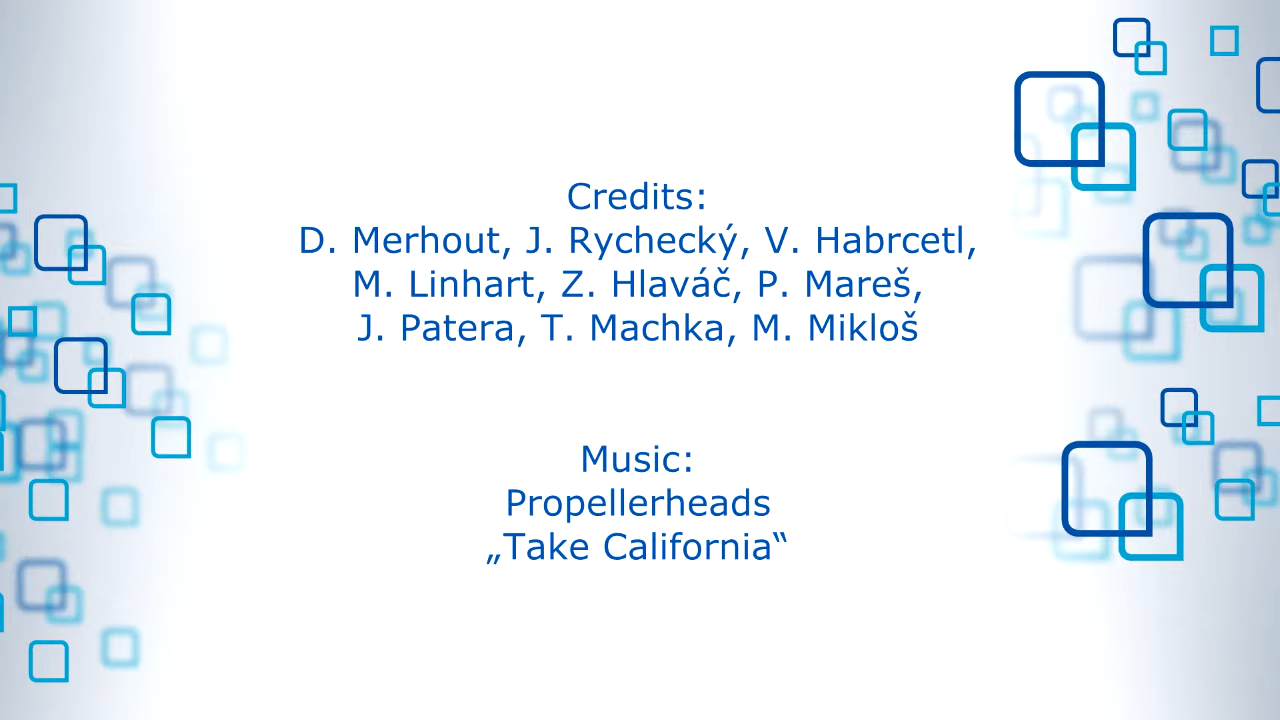 Credits:
D. Merhout, J. Rychecký, V. Habrcetl,
M. Linhart, Z. Hlaváč, P. Mareš,
J. Patera, T. Machka, M. Mikloš
Music:
Propellerheads
„Take California“